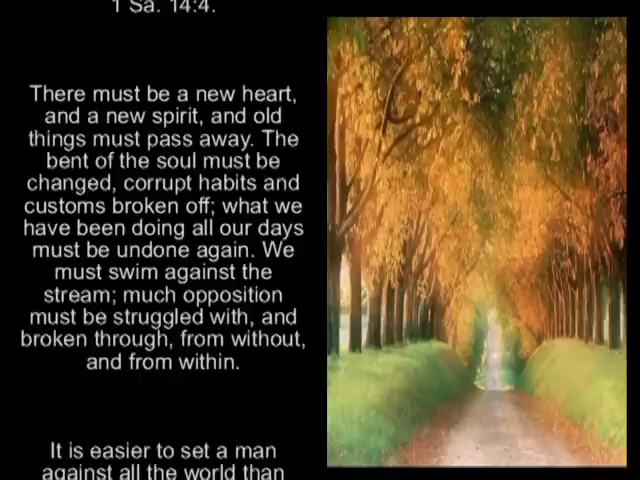 1 Sa. 14:4.
There must be a new heart,
and a new spirit, and old
things must pass away. The
bent of the soul must be
changed, corrupt habits and
customs broken off; what we
have been doing all our days
must be undone again. We
must swim against the
stream; much opposition
must be struggled with, and
broken through, from without,
and from within.
It is easier to set a man
against all the world than